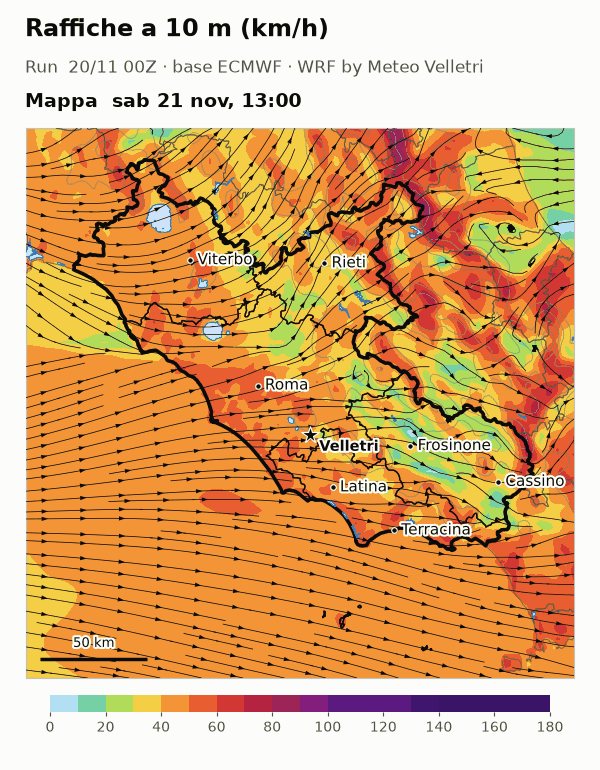 Raffiche a 10 m (km/h)
Run  20/11 00Z · base ECMWF · WRF by Meteo Velletri
Mappa  sab 21 nov, 13:00
Viterbo
Rieti
Roma
Velletri
Frosinone
Cassino
Latina
Terracina
50 km
0 20 40 60 80 100 120 140 160 180